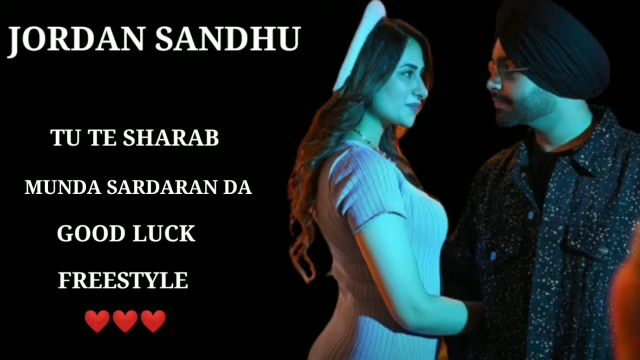 JORDAN SANDHU
TU TE SHARAB
MUNDA SARDARAN DA
GOOD LUCK
FREESTYLE
❤️❤️❤️